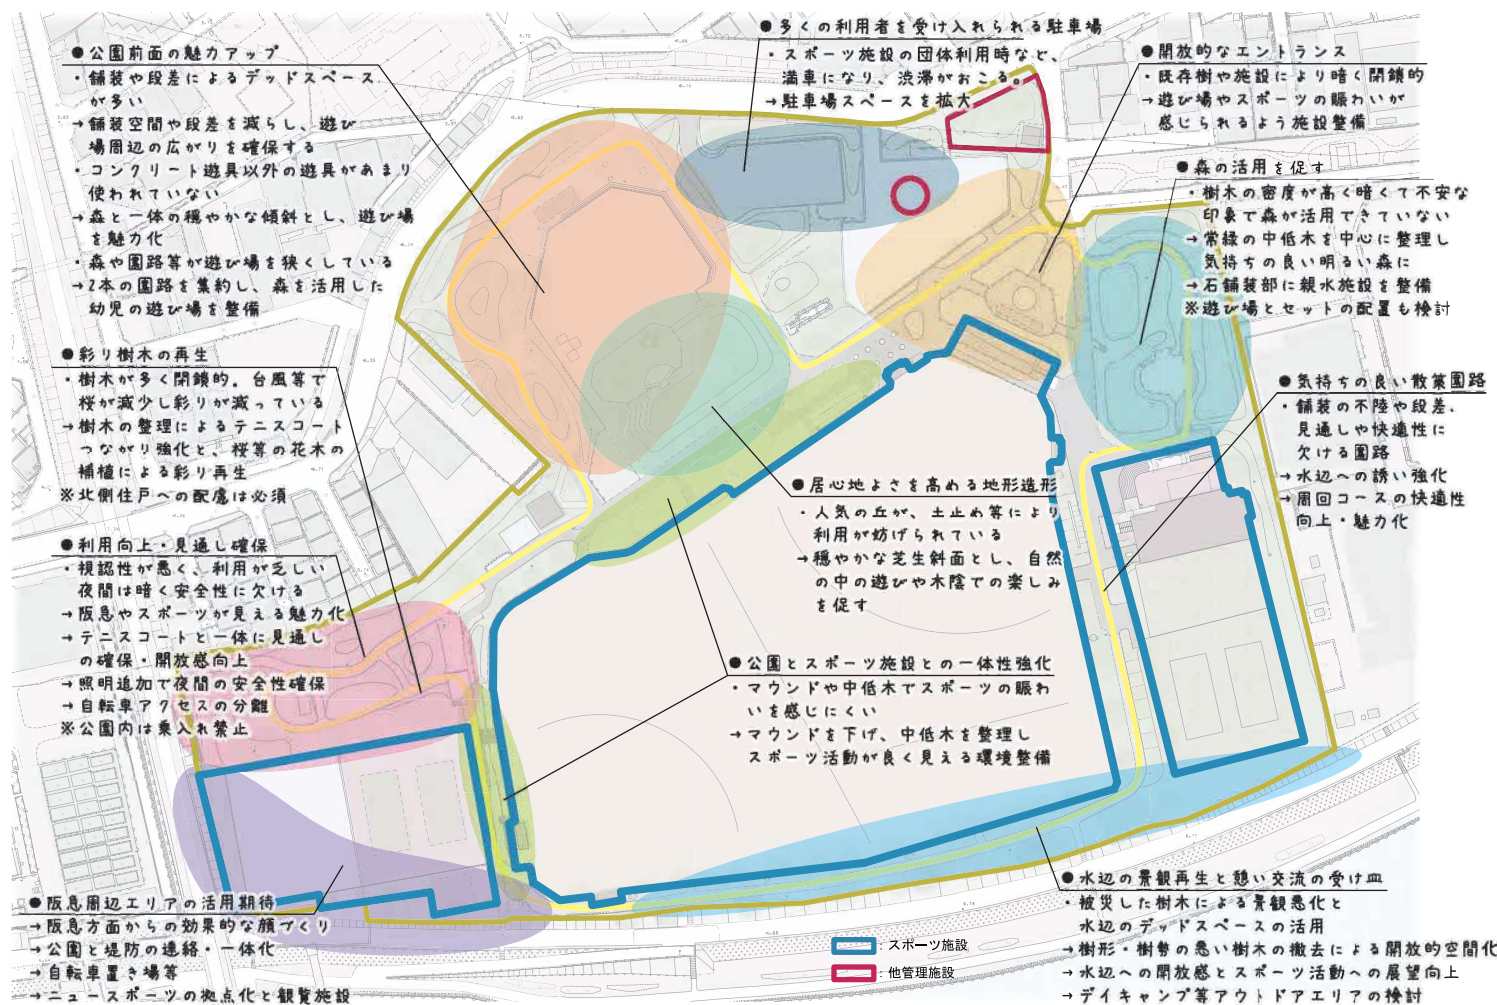 ●公園前面の魅力アップ
・舗装や段差によるデッドスペース
が多い
→舗装空間や段差を減らし、遊び
場周辺の広がりを確保する
・コンクリート遊具以外の遊具があまり
使われていない
→森と一体の穏やかな傾斜とし、遊び場
を魅力化
・森や園路等が遊び場を狭くしている
→2本の園路を集約し、森を活用した
幼児の遊び場を整備
●多くの利用者を受け入れられる駐車場
・スポーツ施設の団体利用時など、
満車になり、渋滞がおこる。
→駐車場スペースを拡大
●開放的なエントランス
・既存樹や施設により暗く閉鎖的
→遊び場やスポーツの賑わいが
感じられるよう施設整備
●森の活用を促す
・樹木の密度が高く暗くて不安な
印象で森が活用できていない
→常緑の中低木を中心に整理し
気持ちの良い明るい森に
→石舗装部に親水施設を整備
※遊び場とセットの配置も検討
●彩り樹木の再生
・樹木が多く閉鎖的。台風等で
桜が減少し彩りが減っている
→樹木の整理によるテニスコート
つながり強化と、桜等の花木の
補植による彩り再生
※北側住戸への配慮は必須
●気持ちの良い散策園路
・舗装の不陸や段差、
見通しや快適性に
欠ける園路
→水辺への誘い強化
→周回コースの快適性
向上・魅力化
●居心地よさを高める地形造形
・人気の丘が、土止め等により
利用が妨げられている
→穏やかな芝生斜面とし、自然
の中の遊びや木陰での楽しみ
を促す
●利用向上・見通し確保
・視認性が悪く、利用が乏しい
夜間は暗く安全性に欠ける
→阪急やスポーツが見える魅力化
→テニスコートと一体に見通し
の確保・開放感向上
→照明追加で夜間の安全性確保
→自転車アクセスの分離
※公園内は乗入れ禁止
●公園とスポーツ施設との一体性強化
・マウンドや中低木でスポーツの賑わ
いを感じにくい
→マウンドを下げ、中低木を整理し
スポーツ活動が良く見える環境整備
●阪急周辺エリアの活用期待
→阪急方面からの効果的な顔づくり
→公園と堤防の連絡・一体化
→自転車置き場等
→ニュースポーツの拠点化と観覧施設
●水辺の景観再生と憩い交流の受け皿
・被災した樹木による景観悪化と
水辺のデッドスペースの活用
→樹形・樹勢の悪い樹木の撤去による開放的空間化
→水辺への開放感とスポーツ活動への展望向上
→デイキャンプ等アウトドアエリアの検討
：スポーツ施設
：他管理施設